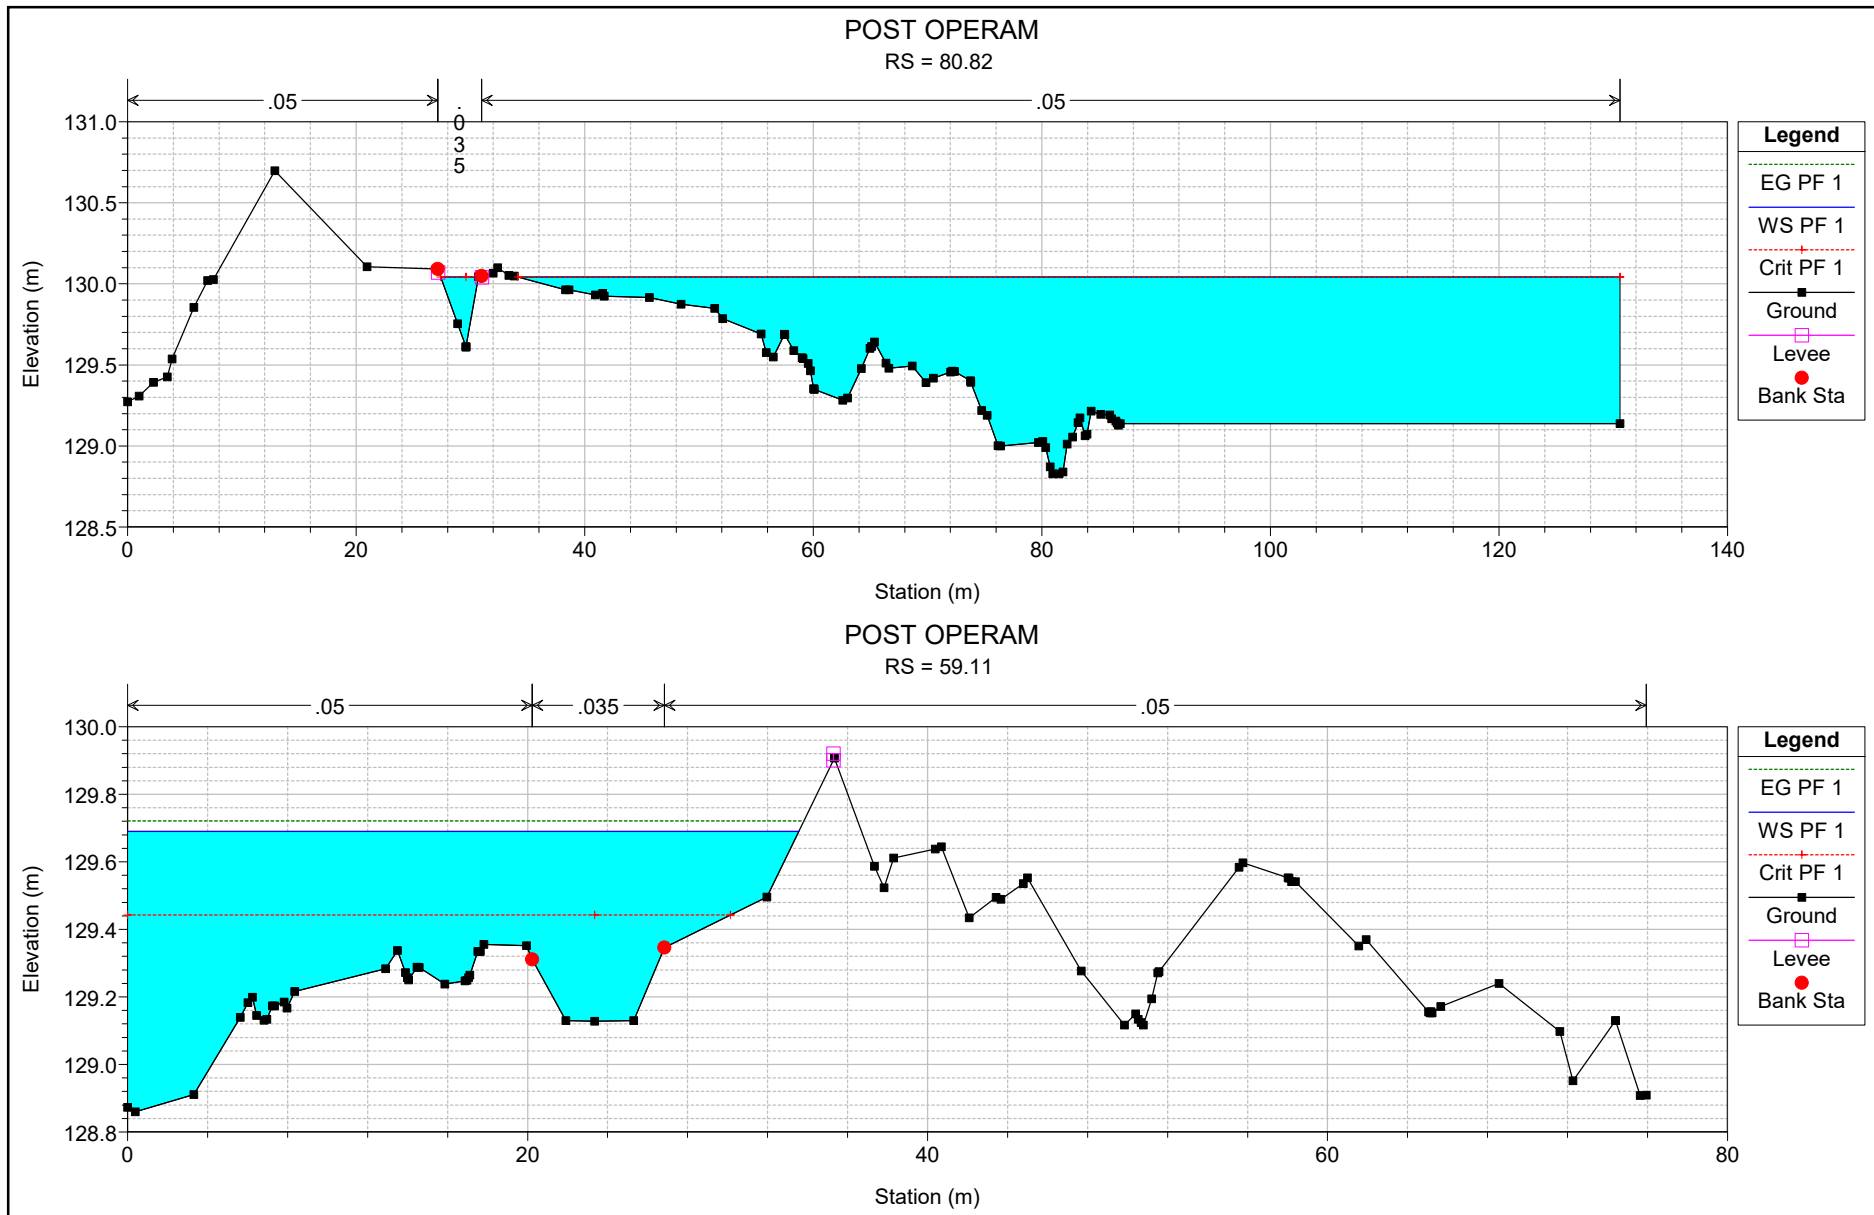 POST OPERAM
RS = 80.82
.05
.035
.05
131.0
130.5
130.0
129.5
129.0
128.5
Elevation (m)
0 20 40 60 80 100 120 140
Station (m)
Legend
EG PF 1
WS PF 1
Crit PF 1
Ground
Levee
Bank Sta
POST OPERAM
RS = 59.11
.05 .035 .05
130.0
129.8
129.6
129.4
129.2
129.0
128.8
Elevation (m)
0 20 40 60 80
Station (m)
Legend
EG PF 1
WS PF 1
Crit PF 1
Ground
Levee
Bank Sta